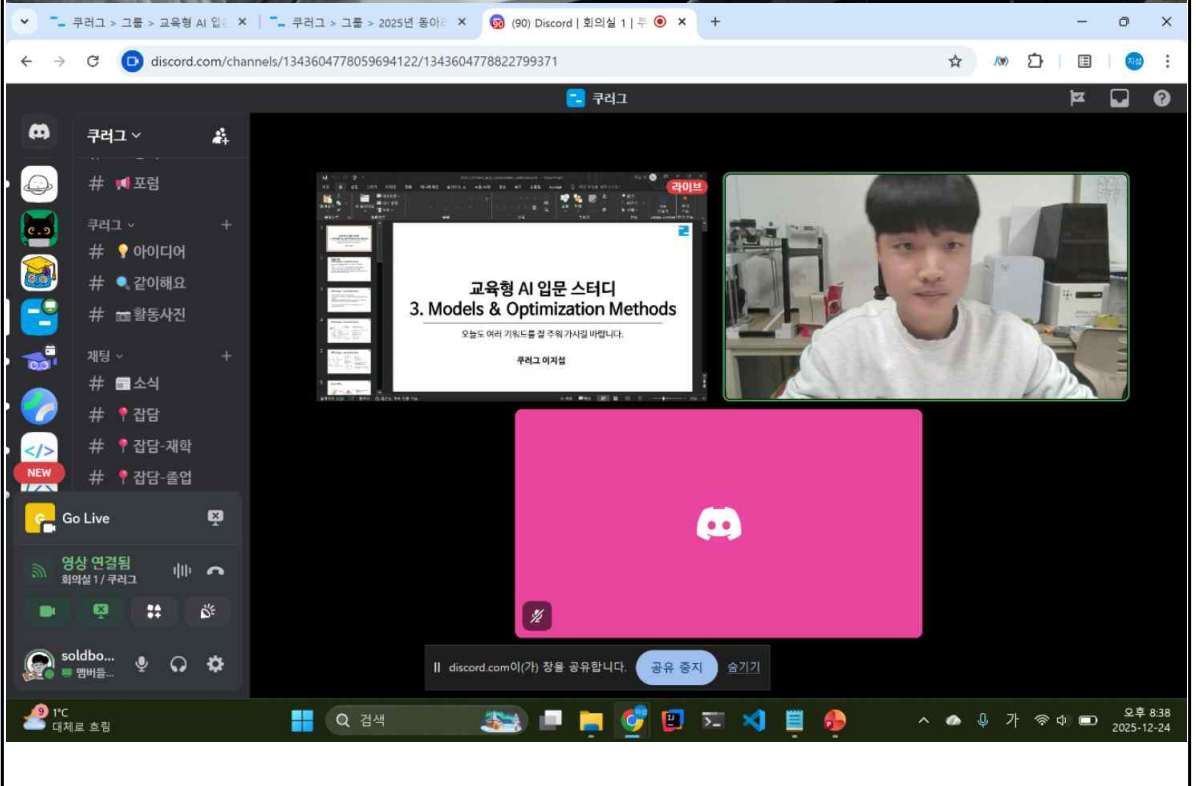 쿠러그 > 그룹 > 교육형 AI 입
쿠러그 > 그룹 > 2025년 동아리
(90) Discord | 회의실 1 | 쿠
discord.com/channels/1343604778059694122/1343604778822799371
지섭
쿠러그
쿠러그
# 포럼
쿠러그
# 아이디어
# 같이해요
# 활동사진
채팅
# 소식
# 잡담
# 잡담-재학
# 잡담-졸업
NEW
Go Live
영상 연결됨
회의실 1 / 쿠러그
soldbo...
멤버들...
라이브
교육형 AI 입문 스터디
3. Models & Optimization Methods
오늘도 여러 키워드를 잘 주워 가시길 바랍니다.
쿠러그 이지섭
discord.com이(가) 창을 공유합니다.
공유 중지
숨기기
9
1°C
대체로 흐림
검색
가
오후 8:38
2025-12-24